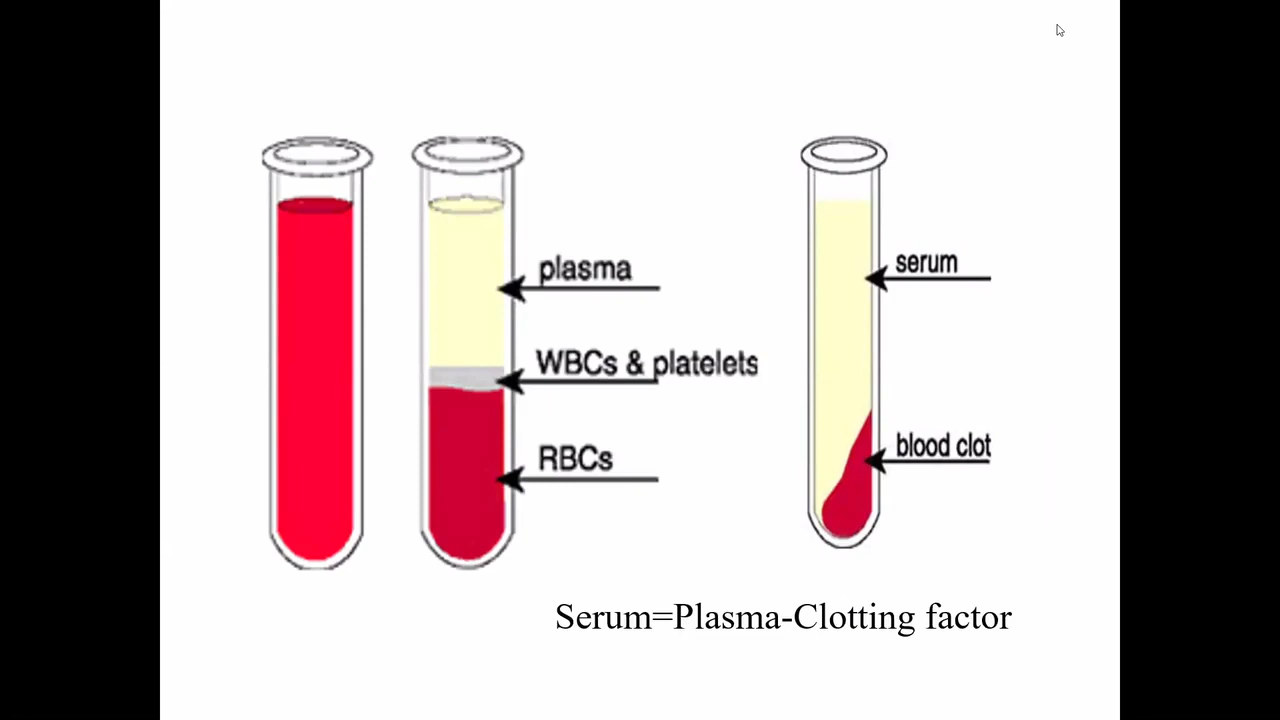 plasma
WBCs & platelets
RBCs
serum
blood clot
Serum=Plasma-Clotting factor